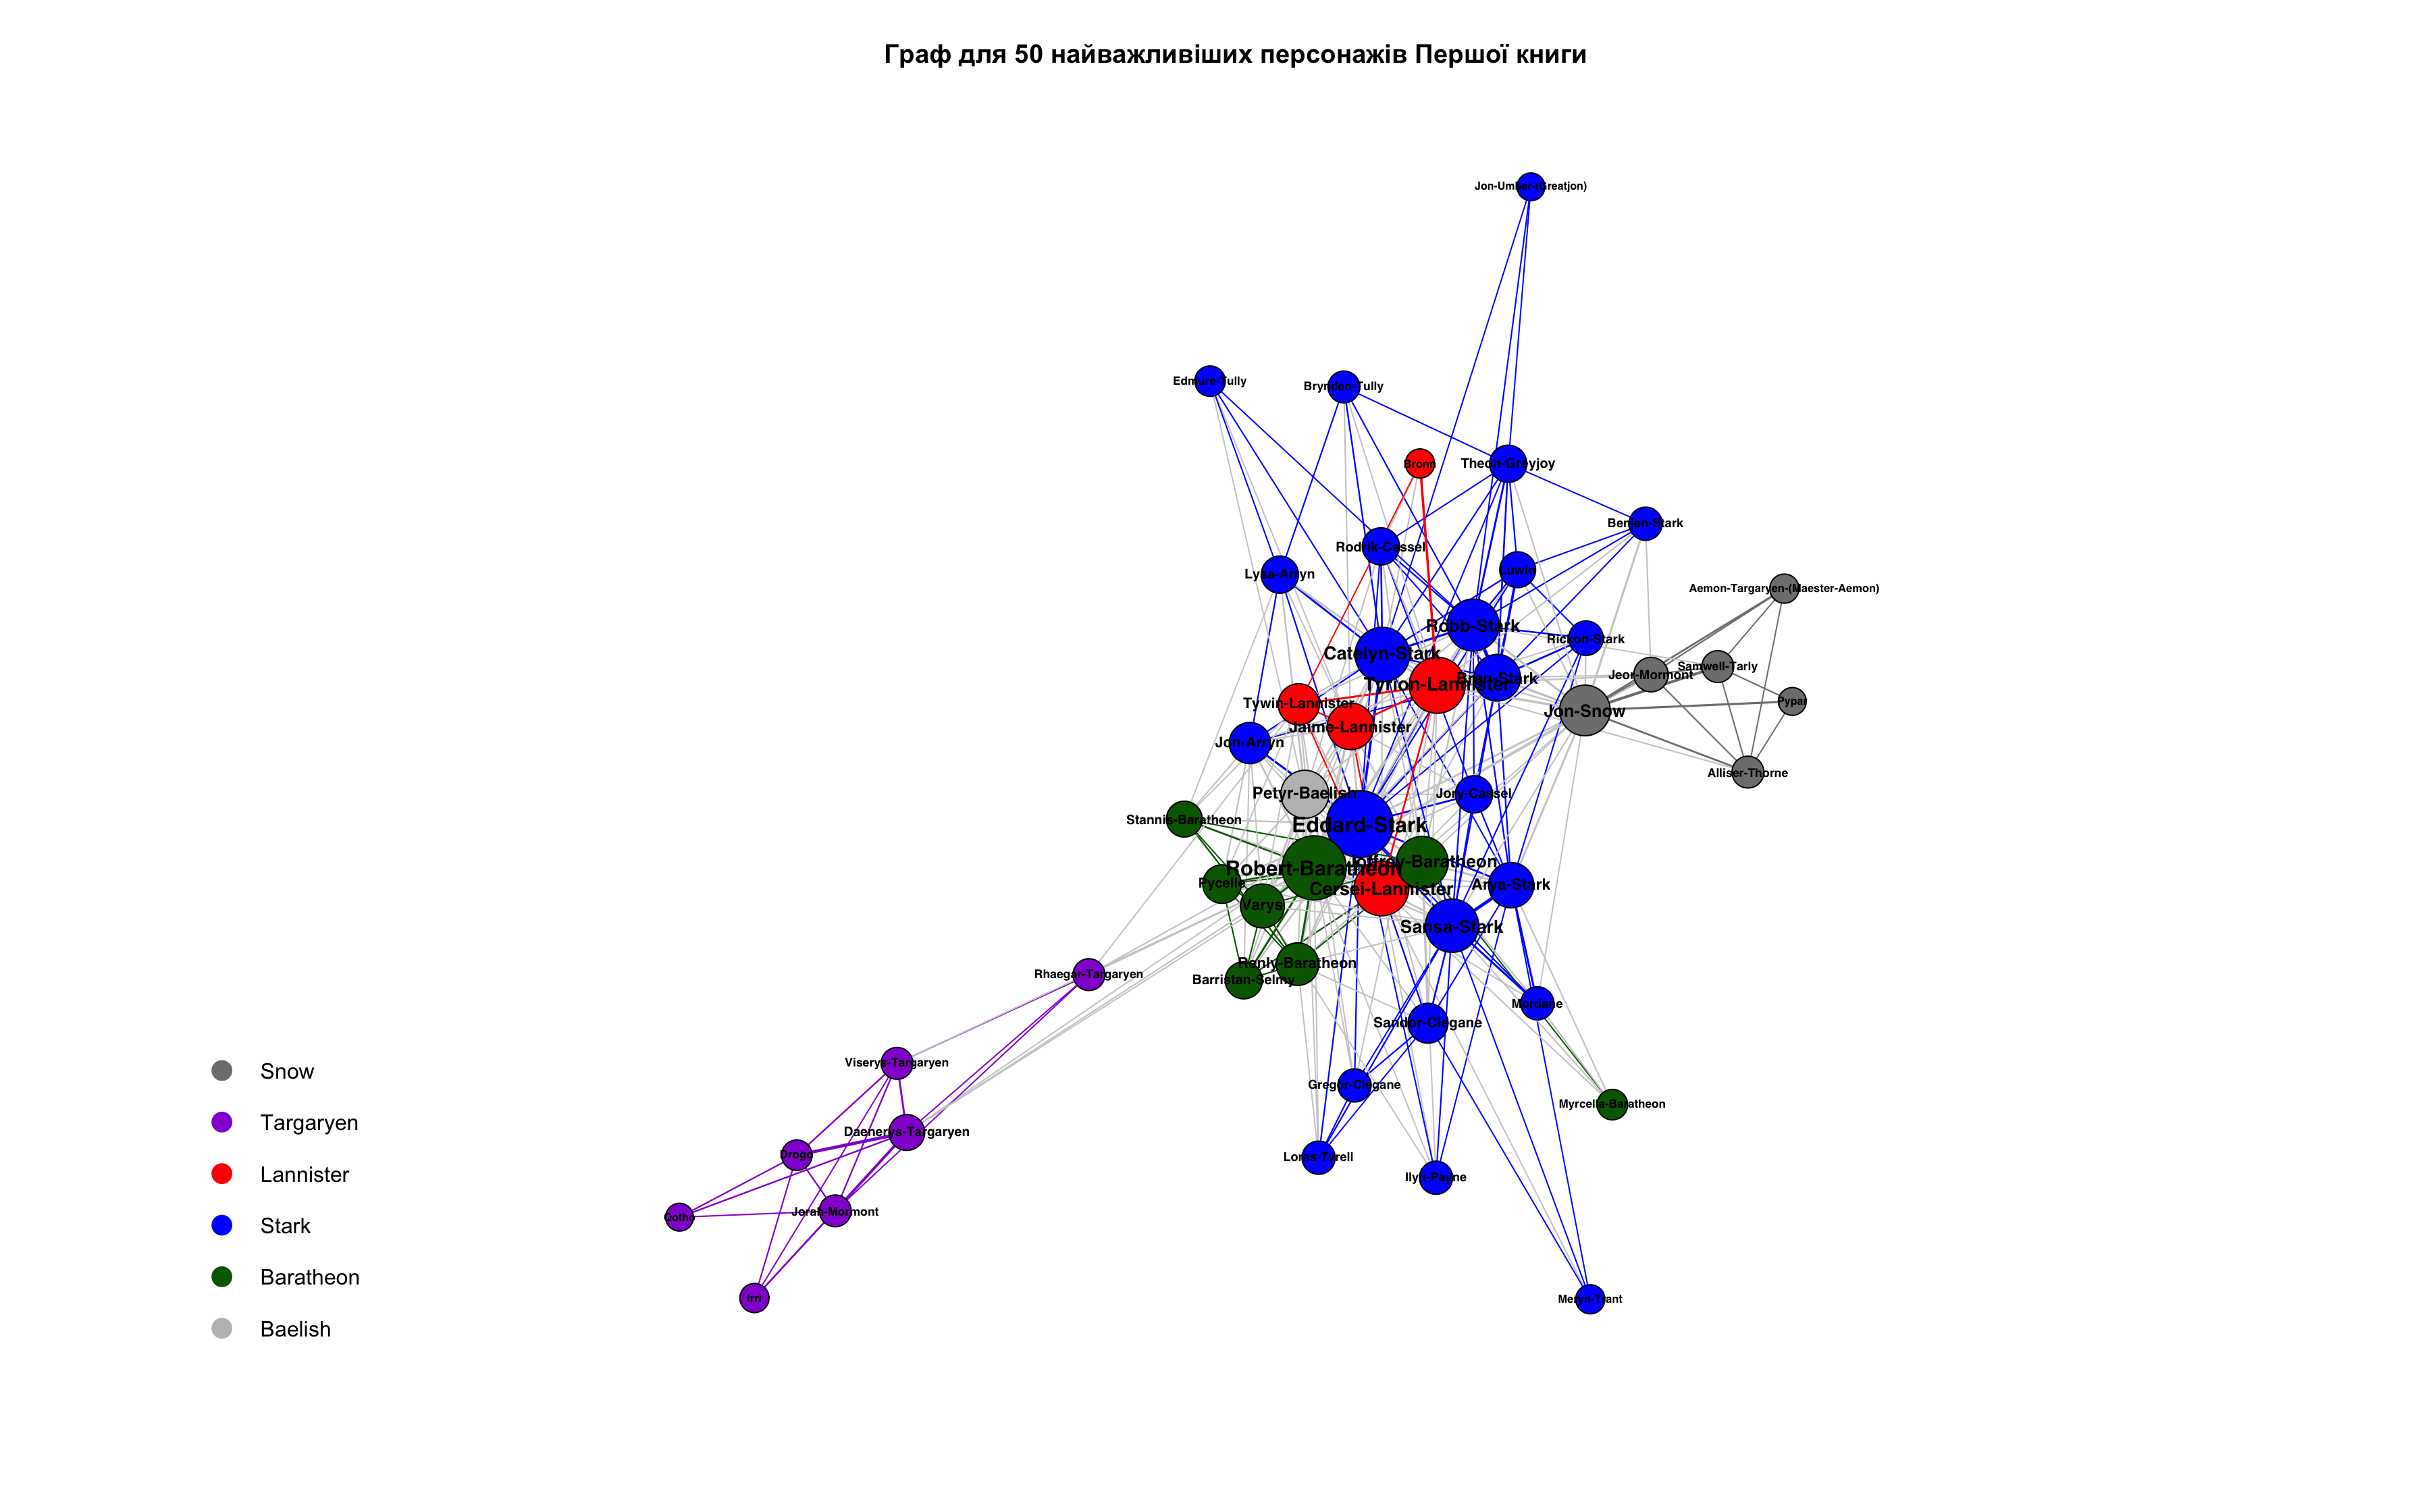 Граф для 50 найважливіших персонажів Першої книги
Jon-Umber-(Greatjon)
Edmure-Tully
Brynden-Tully
Bronn
Theon-Greyjoy
Benjen-Stark
Rodrik-Cassel
Lysa-Arryn
Luwin
Aemon-Targaryen-(Maester-Aemon)
Robb-Stark
Rickon-Stark
Catelyn-Stark
Samwell-Tarly
Jeor-Mormont
Bran-Stark
Tyrion-Lannister
Tywin-Lannister
Pypar
Jon-Snow
Jaime-Lannister
Jon-Arryn
Alliser-Thorne
Petyr-Baelish
Jory-Cassel
Stannis-Baratheon
Eddard-Stark
Joffrey-Baratheon
Robert-Baratheon
Pycelle
Arya-Stark
Cersei-Lannister
Varys
Sansa-Stark
Renly-Baratheon
Rhaegar-Targaryen
Barristan-Selmy
Mordane
Sandor-Clegane
Viserys-Targaryen
Gregor-Clegane
Myrcella-Baratheon
Daenerys-Targaryen
Drogo
Loras-Tyrell
Ilyn-Payne
Jorah-Mormont
Qotho
Irri
Meryn-Trant
Snow
Targaryen
Lannister
Stark
Baratheon
Baelish